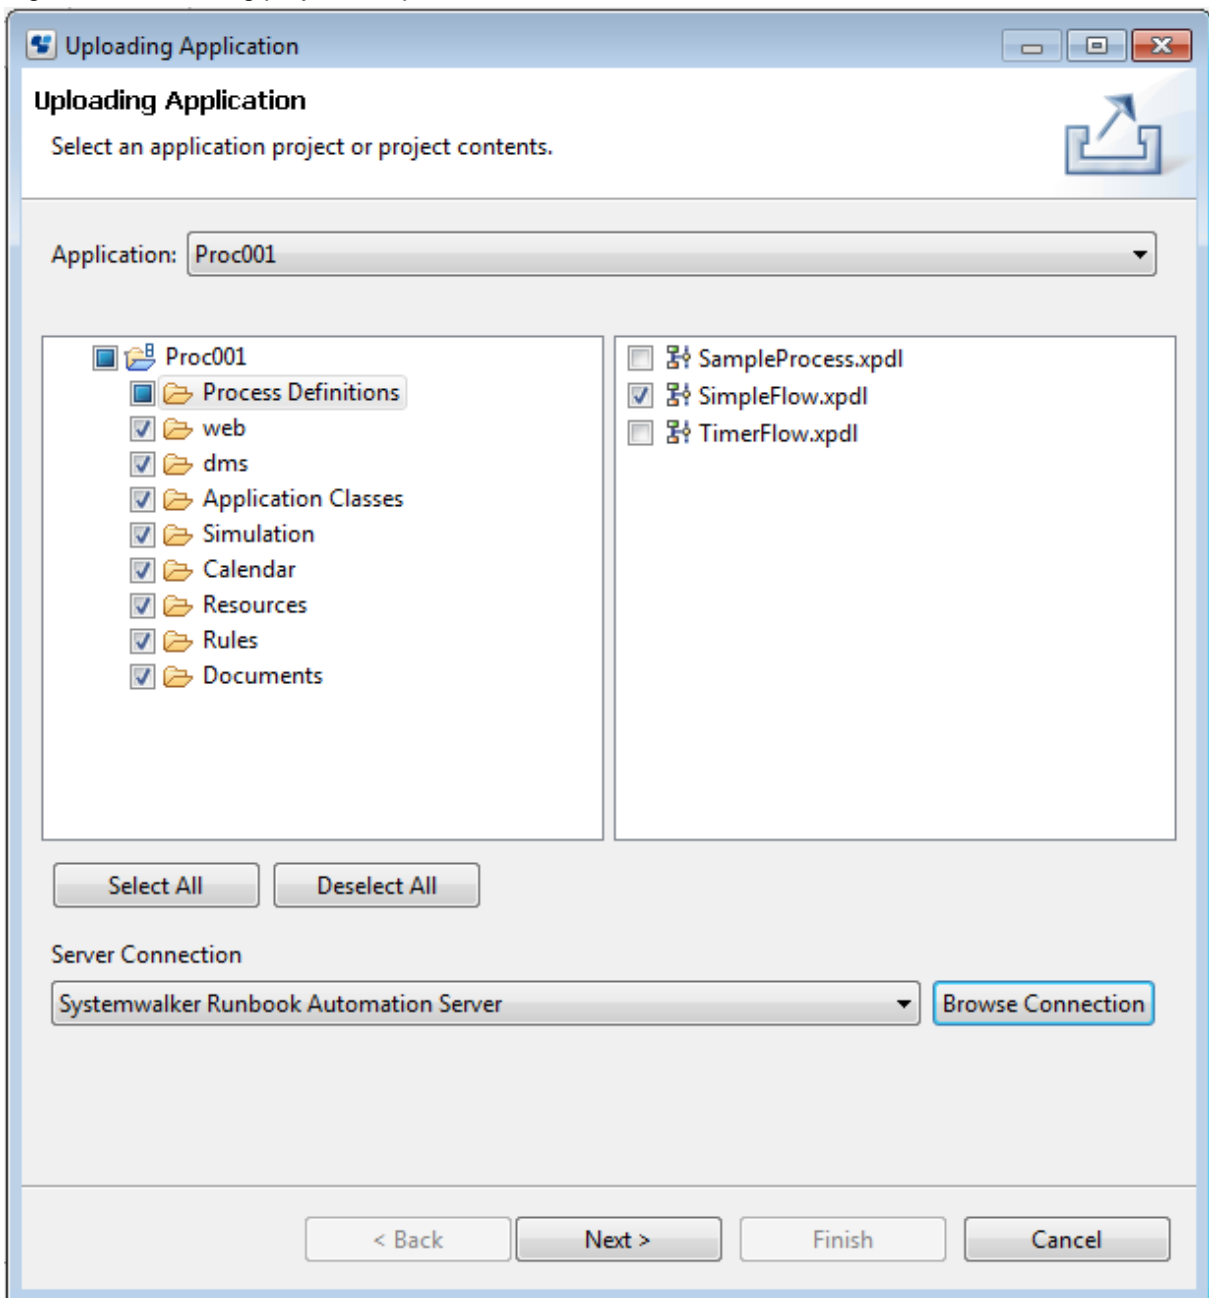 Uploading Application
Uploading Application
Select an application project or project contents.
Application: Proc001
Proc001
Process Definitions
web
dms
Application Classes
Simulation
Calendar
Resources
Rules
Documents
SampleProcess.xpdl
SimpleFlow.xpdl
TimerFlow.xpdl
Select All Deselect All
Server Connection
Systemwalker Runbook Automation Server Browse Connection
< Back Next > Finish Cancel